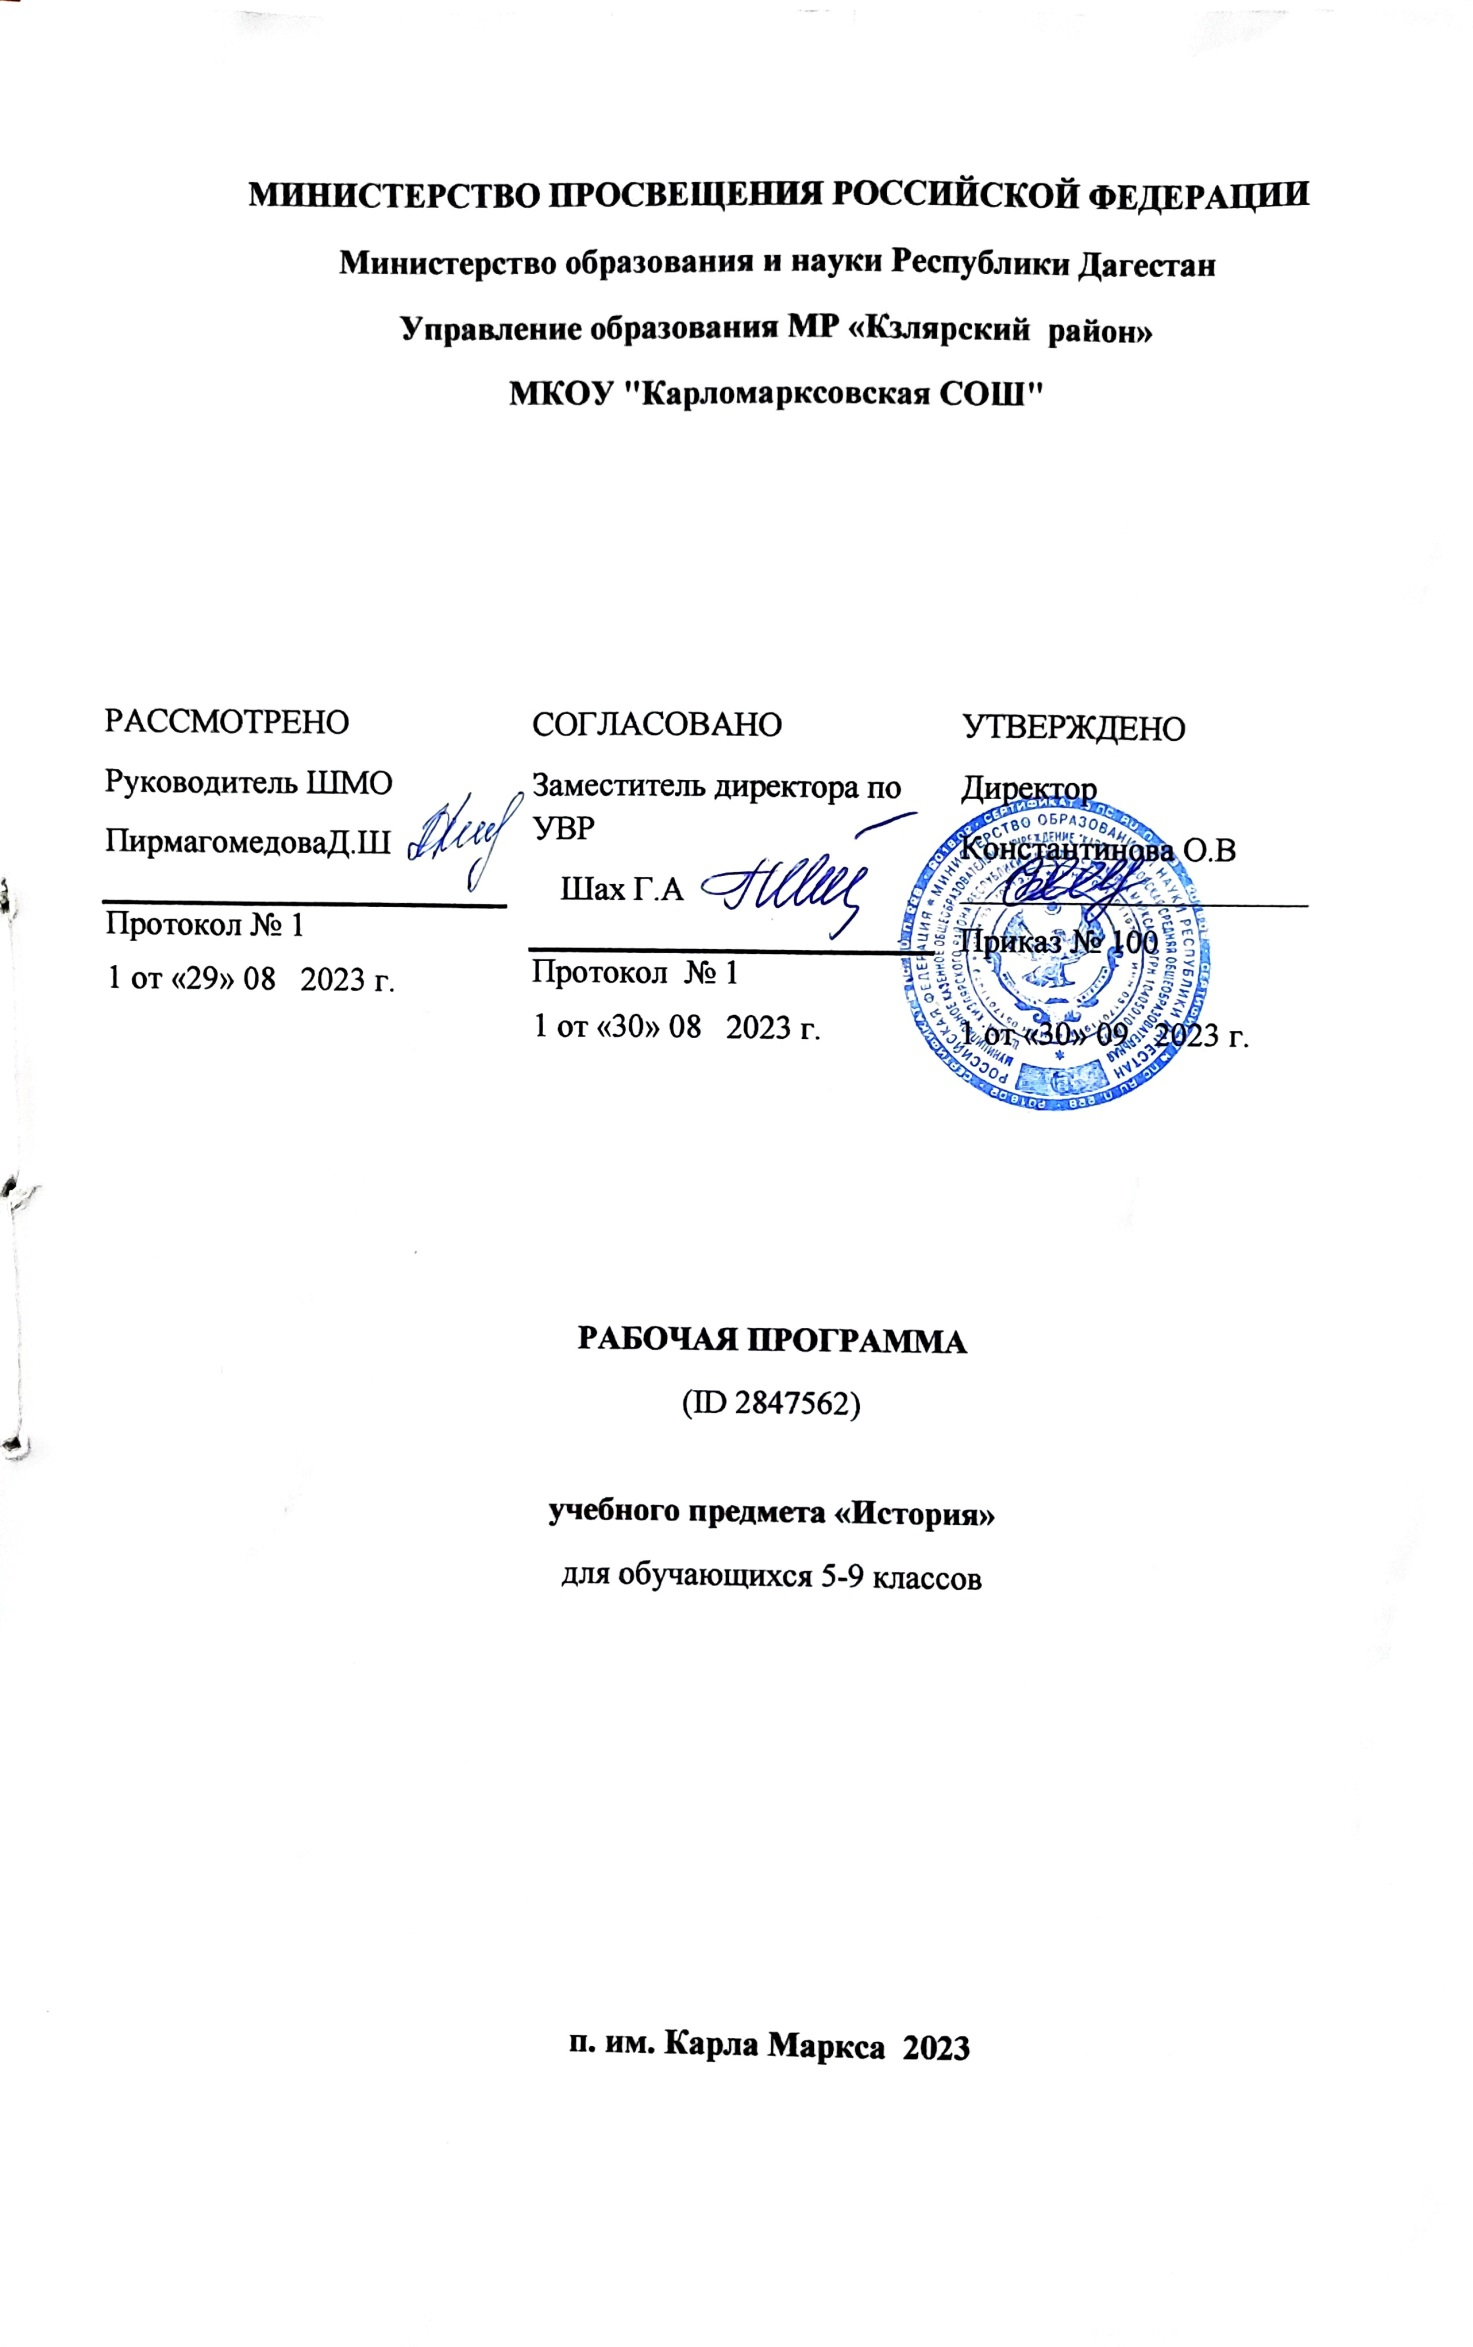 МИНИСТЕРСТВО ПРОСВЕЩЕНИЯ РОССИЙСКОЙ ФЕДЕРАЦИИ
Министерство образования и науки Республики Дагестан
Управление образования МР «Кзлярский район»
МКОУ "Карломарксовская СОШ"
РАССМОТРЕНО
Руководитель ШМО
ПирмагомедоваД.Ш
Протокол № 1
1 от «29» 08 2023 г.
СОГЛАСОВАНО
Заместитель директора по
УВР
Шах Г.А
Протокол № 1
1 от «30» 08 2023 г.
УТВЕРЖДЕНО
Директор
Константинова О.В
Приказ № 100
1 от «30» 09 2023 г.
РАБОЧАЯ ПРОГРАММА
(ID 2847562)
учебного предмета «История»
для обучающихся 5-9 классов
п. им. Карла Маркса 2023